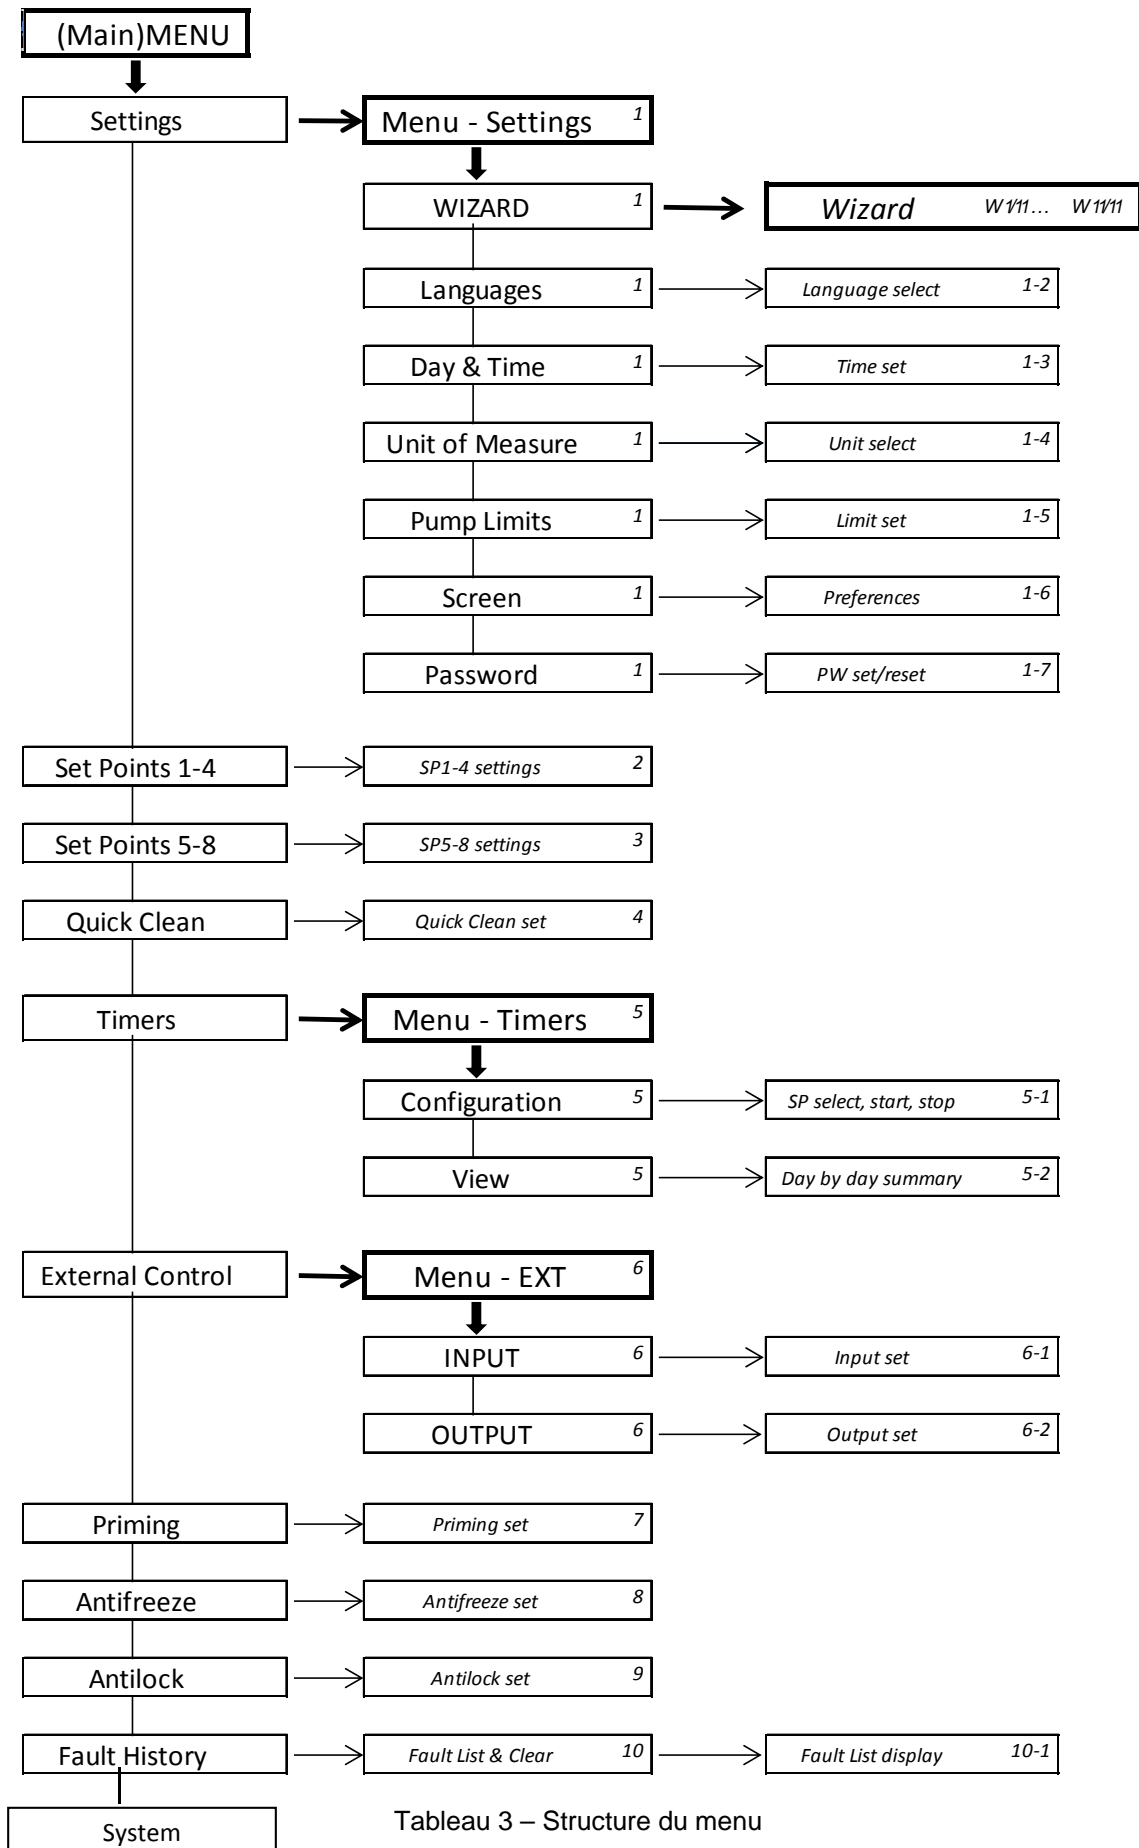 (Main)MENU
Settings
Menu - Settings 1
WIZARD 1
Wizard W1/11... W11/11
Languages 1
Language select 1-2
Day & Time 1
Time set 1-3
Unit of Measure 1
Unit select 1-4
Pump Limits 1
Limit set 1-5
Screen 1
Preferences 1-6
Password 1
PW set/reset 1-7
Set Points 1-4
SP1-4 settings 2
Set Points 5-8
SP5-8 settings 3
Quick Clean
Quick Clean set 4
Timers
Menu - Timers 5
Configuration 5
SP select, start, stop 5-1
View 5
Day by day summary 5-2
External Control
Menu - EXT 6
INPUT 6
Input set 6-1
OUTPUT 6
Output set 6-2
Priming
Priming set 7
Antifreeze
Antifreeze set 8
Antilock
Antilock set 9
Fault History
Fault List & Clear 10
Fault List display 10-1
System
Tableau 3 – Structure du menu